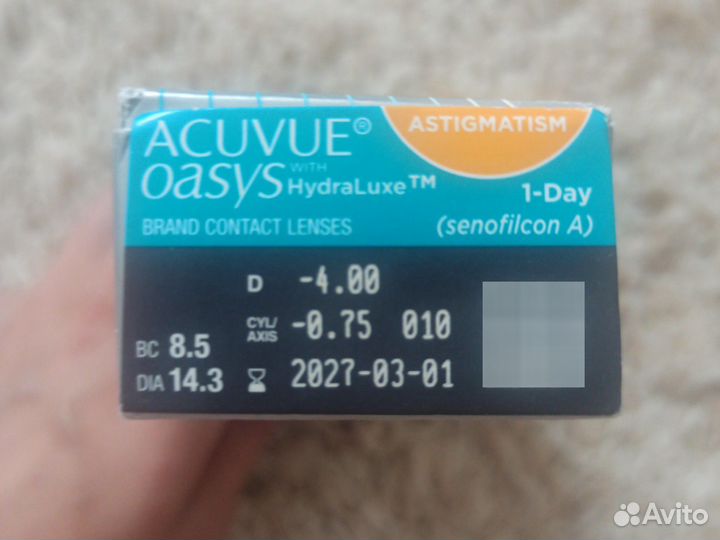 ACUVUE®
ASTIGMATISM
oasys WITH HydraLuxe™
1-Day
BRAND CONTACT LENSES
(senofilcon A)
D -4.00
CYL/AXIS -0.75 010
BC 8.5
DIA 14.3
2027-03-01
Avito